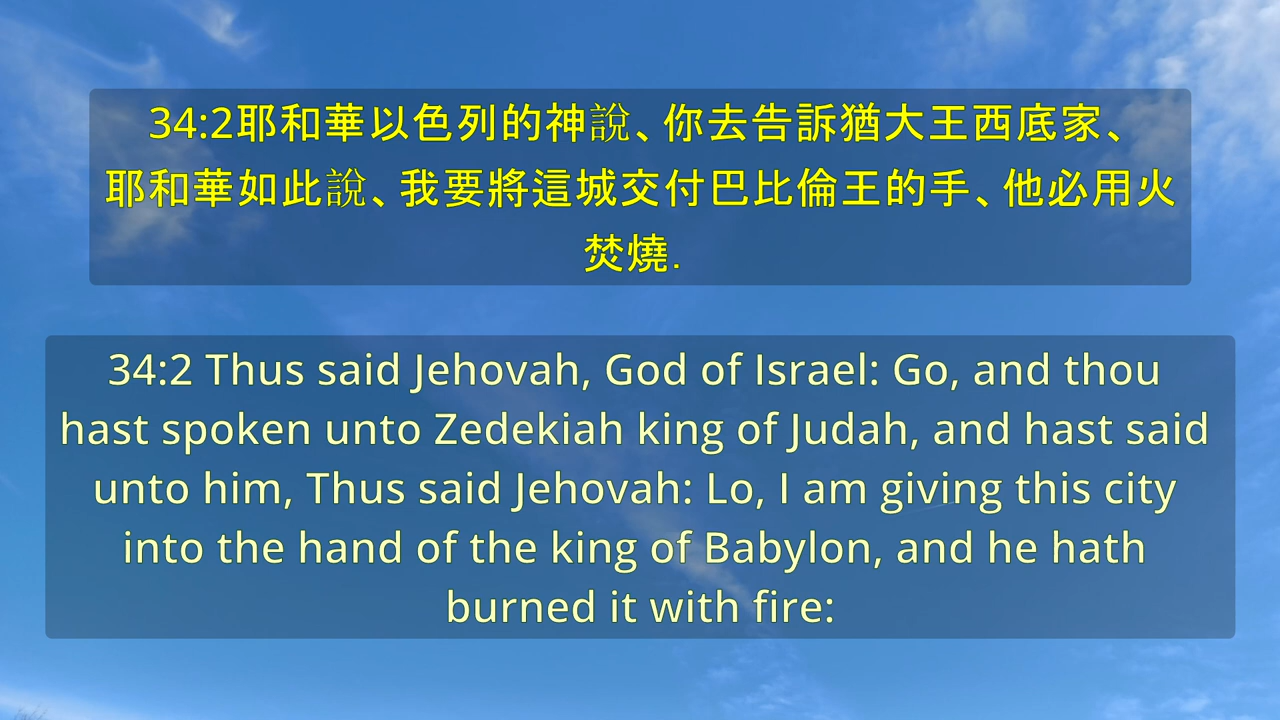 34:2耶和華以色列的神說、你去告訴猶大王西底家、
耶和華如此說、我要將這城交付巴比倫王的手、他必用火
焚燒.
34:2 Thus said Jehovah, God of Israel: Go, and thou
hast spoken unto Zedekiah king of Judah, and hast said
unto him, Thus said Jehovah: Lo, I am giving this city
into the hand of the king of Babylon, and he hath
burned it with fire: